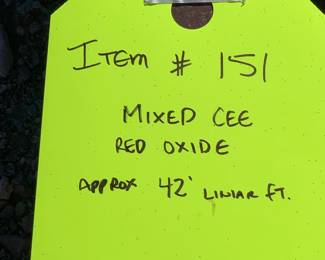 ITEM # 151
MIXED CEE
RED OXIDE
APPROX 42' LINIAR FT.